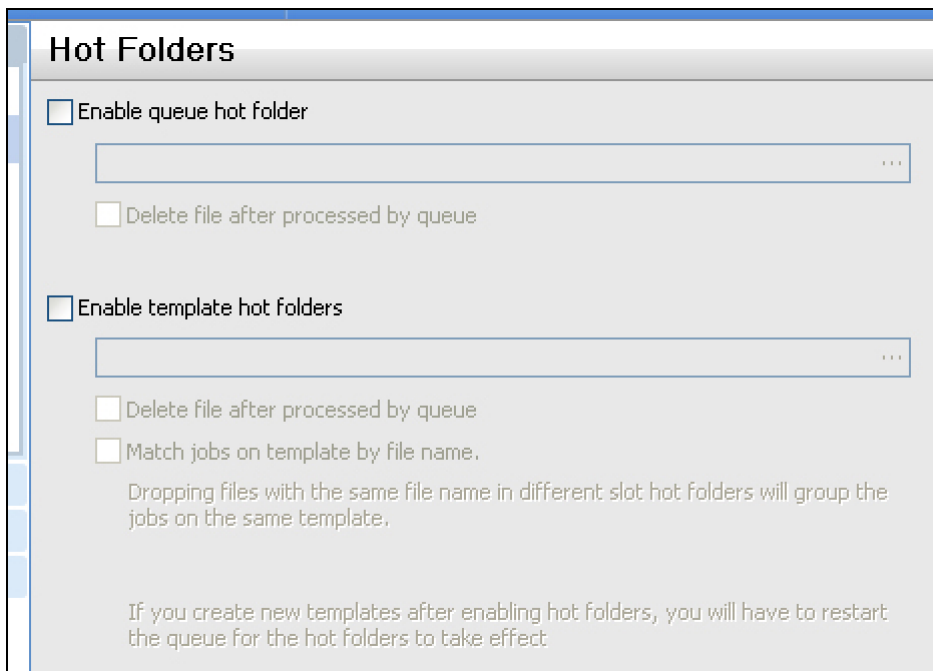 Hot Folders
Enable queue hot folder
...
Delete file after processed by queue
Enable template hot folders
...
Delete file after processed by queue
Match jobs on template by file name.
Dropping files with the same file name in different slot hot folders will group the
jobs on the same template.
If you create new templates after enabling hot folders, you will have to restart
the queue for the hot folders to take effect